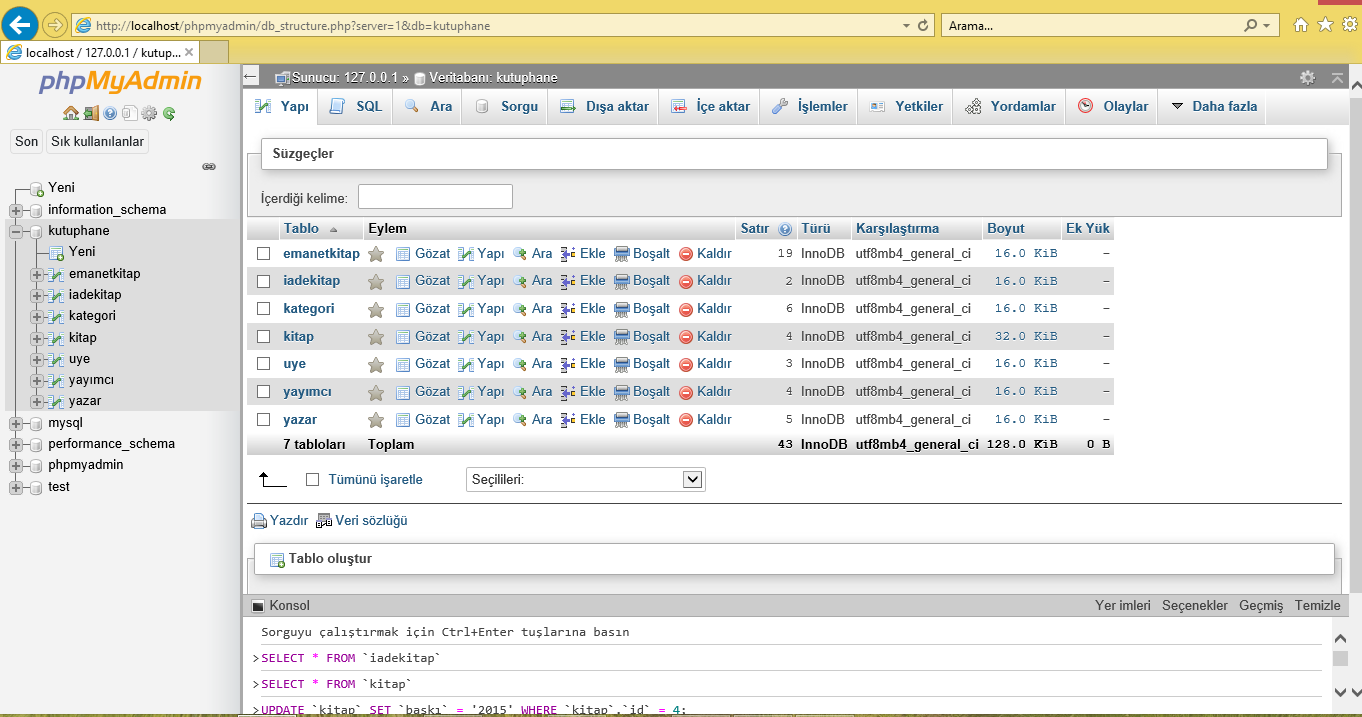 http://localhost/phpmyadmin/db_structure.php?server=1&db=kutuphane
Arama...
localhost / 127.0.0.1 / kutup...
phpMyAdmin
Son Sık kullanılanlar
Yeni
information_schema
kutuphane
Yeni
emanetkitap
iadekitap
kategori
kitap
uye
yayımcı
yazar
mysql
performance_schema
phpmyadmin
test
Sunucu: 127.0.0.1 » Veritabanı: kutuphane
Yapı SQL Ara Sorgu Dışa aktar İçe aktar İşlemler Yetkiler Yordamlar Olaylar Daha fazla
Süzgeçler
İçerdiği kelime:
Tablo Eylem Satır Türü Karşılaştırma Boyut Ek Yük
emanetkitap Gözat Yapı Ara Ekle Boşalt Kaldır 19 InnoDB utf8mb4_general_ci 16.0 KiB -
iadekitap Gözat Yapı Ara Ekle Boşalt Kaldır 2 InnoDB utf8mb4_general_ci 16.0 KiB -
kategori Gözat Yapı Ara Ekle Boşalt Kaldır 6 InnoDB utf8mb4_general_ci 16.0 KiB -
kitap Gözat Yapı Ara Ekle Boşalt Kaldır 4 InnoDB utf8mb4_general_ci 32.0 KiB -
uye Gözat Yapı Ara Ekle Boşalt Kaldır 3 InnoDB utf8mb4_general_ci 16.0 KiB -
yayımcı Gözat Yapı Ara Ekle Boşalt Kaldır 4 InnoDB utf8mb4_general_ci 16.0 KiB -
yazar Gözat Yapı Ara Ekle Boşalt Kaldır 5 InnoDB utf8mb4_general_ci 16.0 KiB -
7 tabloları Toplam 43 InnoDB utf8mb4_general_ci 128.0 KiB 0 B
Tümünü işaretle Seçilileri:
Yazdır Veri sözlüğü
Tablo oluştur
Konsol Yer imleri Seçenekler Geçmiş Temizle
Sorguyu çalıştırmak için Ctrl+Enter tuşlarına basın
>SELECT * FROM `iadekitap`
>SELECT * FROM `kitap`
>UPDATE `kitap` SET `baskı` = '2015' WHERE `kitap`.`id` = 4;